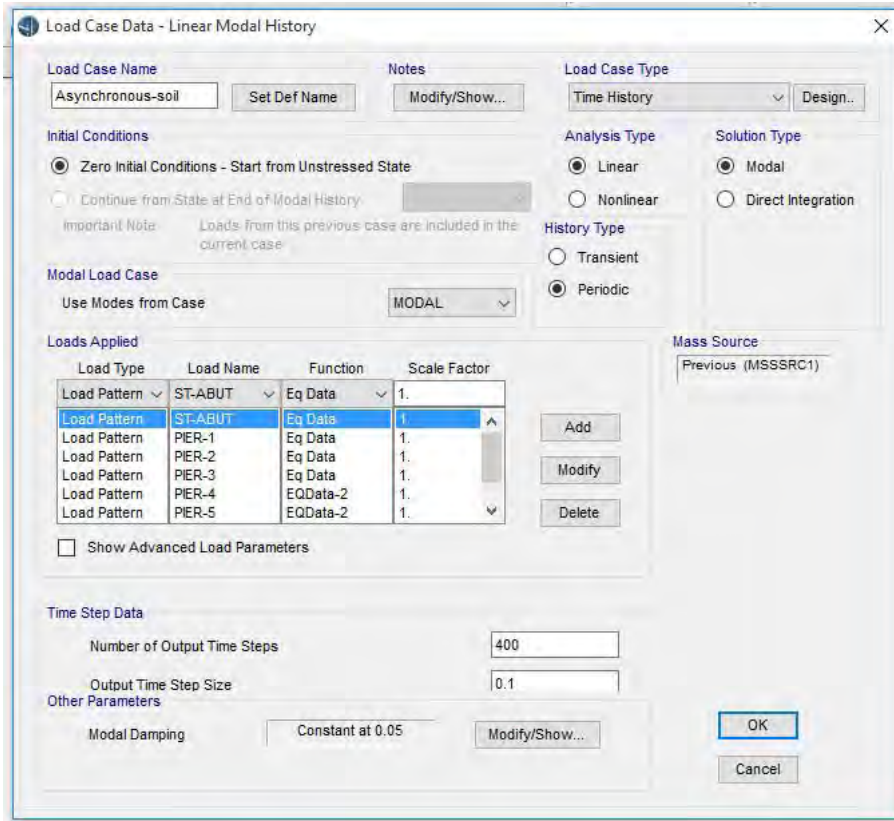 Load Case Data - Linear Modal History
Load Case Name Notes Load Case Type
Asynchronous-soil Set Def Name Modify/Show... Time History Design..
Initial Conditions Analysis Type Solution Type
Zero Initial Conditions - Start from Unstressed State Linear Modal
Continue from State at End of Modal History Nonlinear Direct Integration
Important Note: Loads from this previous case are included in the
current case
History Type
Transient
Periodic
Modal Load Case
Use Modes from Case MODAL
Loads Applied Mass Source
Previous (MSSSRC1)
Load Type Load Name Function Scale Factor
Load Pattern ST-ABUT Eq Data 1.
Load Pattern ST-ABUT Eq Data 1.
Load Pattern PIER-1 Eq Data 1.
Load Pattern PIER-2 Eq Data 1.
Load Pattern PIER-3 Eq Data 1.
Load Pattern PIER-4 EQData-2 1.
Load Pattern PIER-5 EQData-2 1.
Add
Modify
Delete
Show Advanced Load Parameters
Time Step Data
Number of Output Time Steps 400
Output Time Step Size 0.1
Other Parameters
Modal Damping Constant at 0.05 Modify/Show...
OK
Cancel